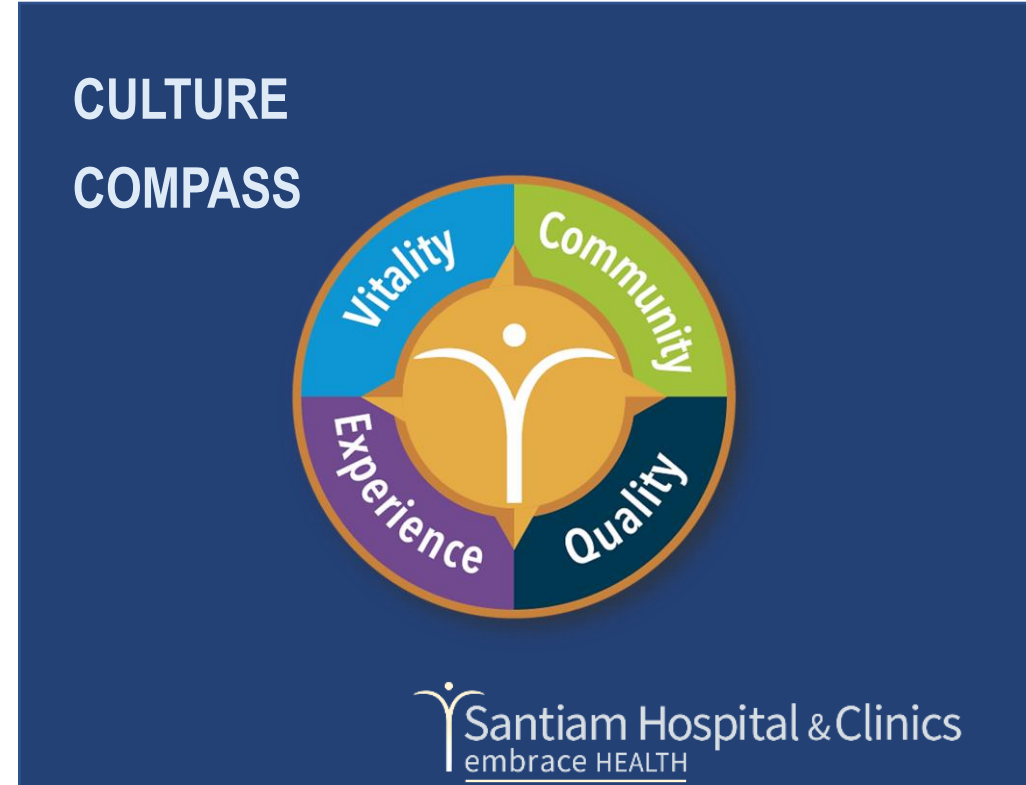 CULTURE
COMPASS
Vitality
Community
Experience
Quality
Santiam Hospital & Clinics
embrace HEALTH